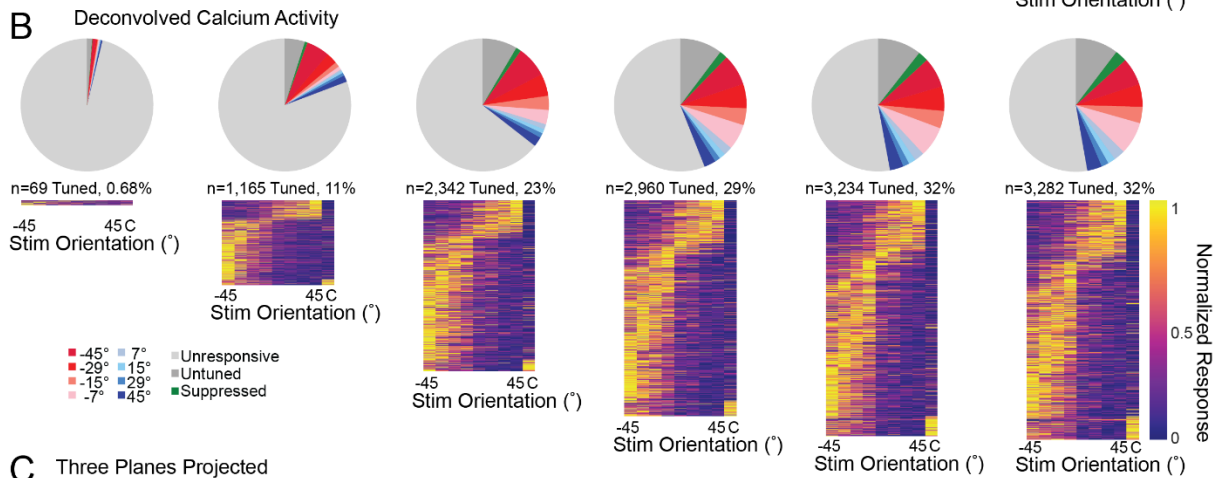 Stim Orientation (°)
B
Deconvolved Calcium Activity
n=69 Tuned, 0.68%
n=1,165 Tuned, 11%
n=2,342 Tuned, 23%
n=2,960 Tuned, 29%
n=3,234 Tuned, 32%
n=3,282 Tuned, 32%
-45 45 C
Stim Orientation (°)
-45 45 C
Stim Orientation (°)
-45 45 C
Stim Orientation (°)
-45 45 C
Stim Orientation (°)
-45 45 C
Stim Orientation (°)
-45 45 C
Stim Orientation (°)
1
0.5
0
Normalized Response
-45° 7°
-29° 15°
-15° 29°
-7° 45°
Unresponsive
Untuned
Suppressed
C Three Planes Projected